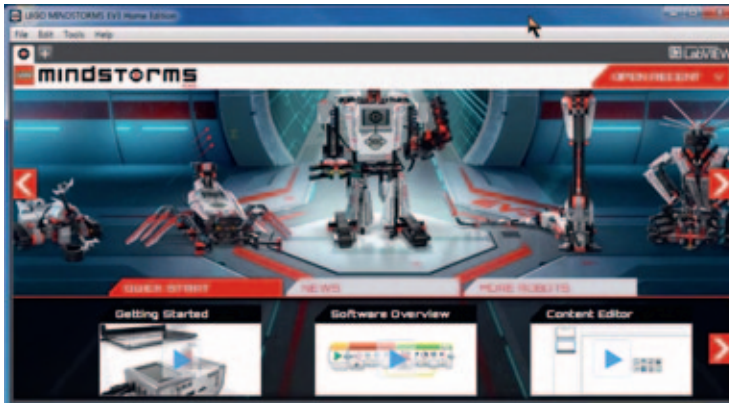 LEGO MINDSTORMS EV3 Home Edition
File Edit Tools Help
LabVIEW
mindstorms
OPEN RECENT
QUICK START
NEWS
MORE ROBOTS
Getting Started
Software Overview
Content Editor